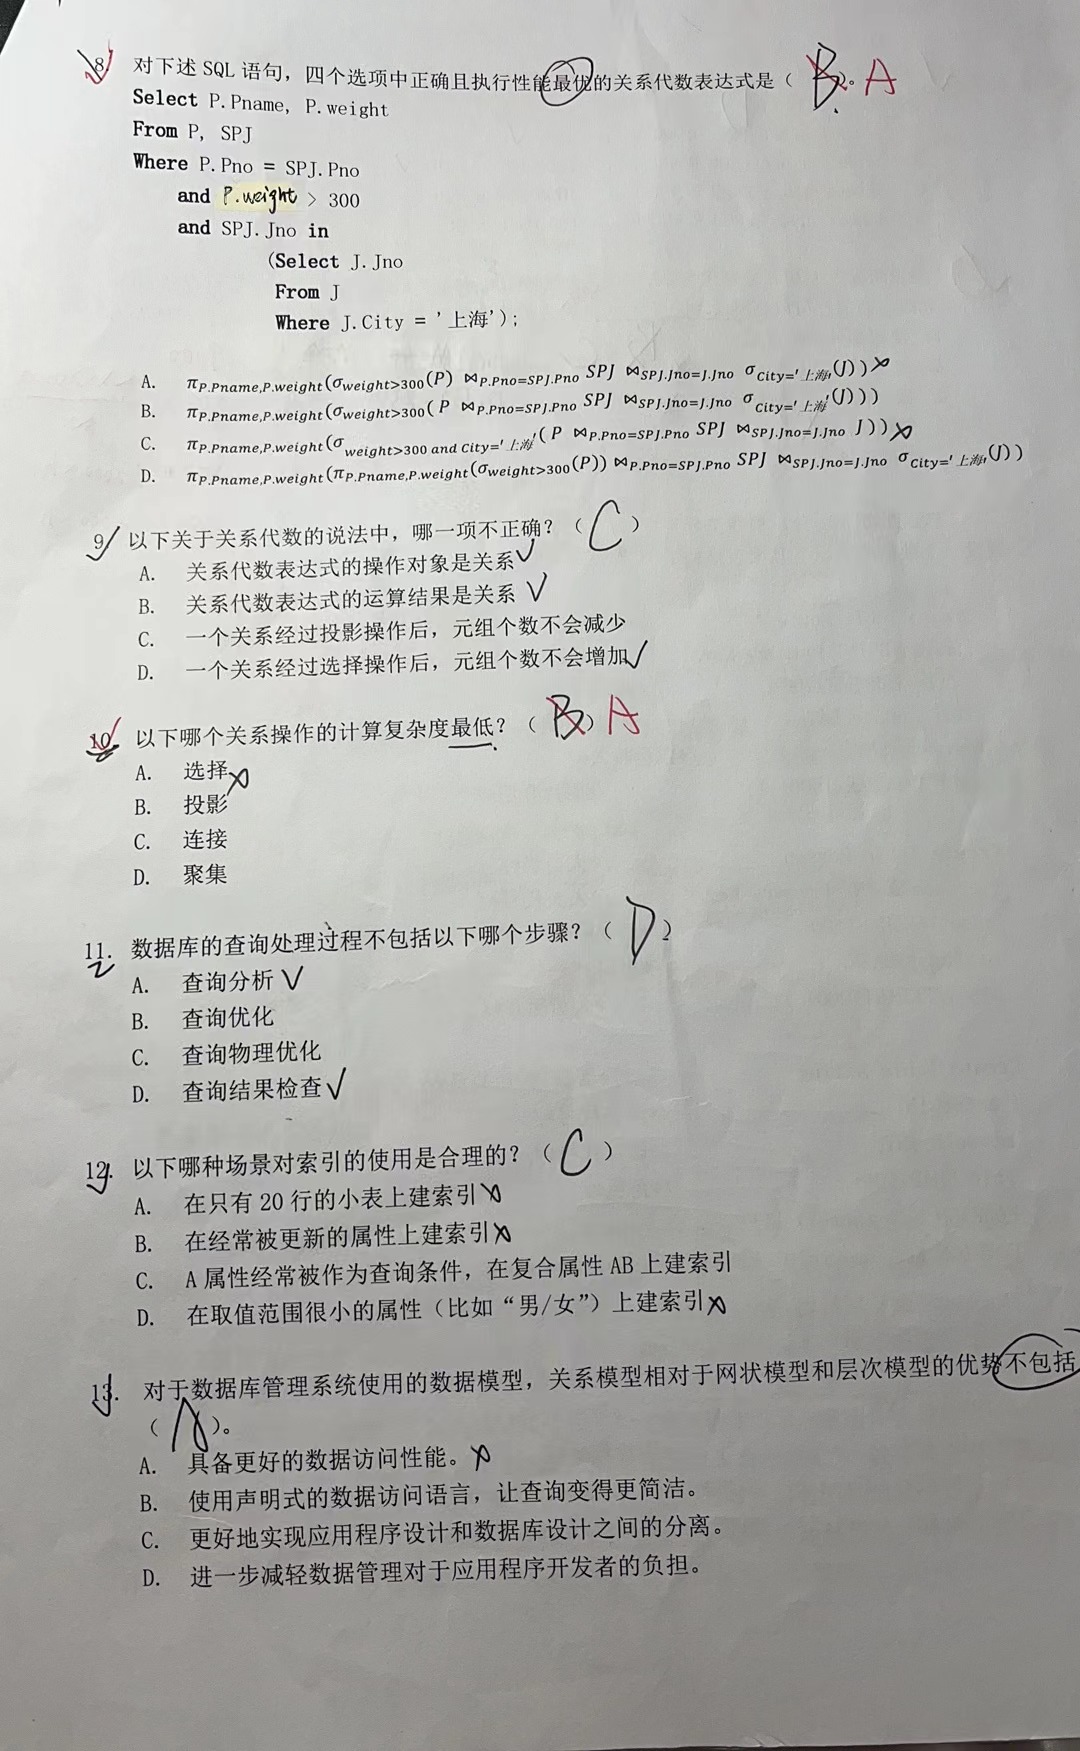 8. 对下述 SQL 语句，四个选项中正确且执行性能最优的关系代数表达式是（ B ）。 A
Select P.Pname, P.weight
From P, SPJ
Where P.Pno = SPJ.Pno
and P.weight > 300
and SPJ.Jno in
(Select J.Jno
From J
Where J.City = '上海');
A. π_{P.Pname,P.weight}(σ_{weight>300}(P) ⋈_{P.Pno=SPJ.Pno} SPJ ⋈_{SPJ.Jno=J.Jno} σ_{City='上海'}(J))
B. π_{P.Pname,P.weight}(σ_{weight>300}( P ⋈_{P.Pno=SPJ.Pno} SPJ ⋈_{SPJ.Jno=J.Jno} σ_{City='上海'}(J)))
C. π_{P.Pname,P.weight}(σ_{weight>300 and City='上海'}( P ⋈_{P.Pno=SPJ.Pno} SPJ ⋈_{SPJ.Jno=J.Jno} J))
D. π_{P.Pname,P.weight}(π_{P.Pname,P.weight}(σ_{weight>300}(P)) ⋈_{P.Pno=SPJ.Pno} SPJ ⋈_{SPJ.Jno=J.Jno} σ_{City='上海'}(J))
9 以下关于关系代数的说法中，哪一项不正确？（ C ）
A. 关系代数表达式的操作对象是关系
B. 关系代数表达式的运算结果是关系
C. 一个关系经过投影操作后，元组个数不会减少
D. 一个关系经过选择操作后，元组个数不会增加
10 以下哪个关系操作的计算复杂度最低？（ B ） A
A. 选择
B. 投影
C. 连接
D. 聚集
11. 数据库的查询处理过程不包括以下哪个步骤？（ D ）
A. 查询分析
B. 查询优化
C. 查询物理优化
D. 查询结果检查
12. 以下哪种场景对索引的使用是合理的？（ C ）
A. 在只有 20 行的小表上建索引
B. 在经常被更新的属性上建索引
C. A 属性经常被作为查询条件，在复合属性 AB 上建索引
D. 在取值范围很小的属性（比如“男/女”）上建索引
13. 对于数据库管理系统使用的数据模型，关系模型相对于网状模型和层次模型的优势不包括
（ A ）。
A. 具备更好的数据访问性能。
B. 使用声明式的数据访问语言，让查询变得更简洁。
C. 更好地实现应用程序设计和数据库设计之间的分离。
D. 进一步减轻数据管理对于应用程序开发者的负担。